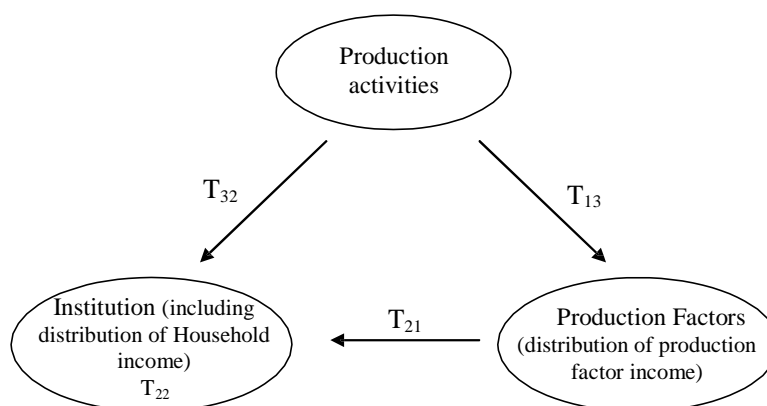 Production
activities
T₃₂
T₁₃
Institution (including
distribution of Household
income)
T₂₂
T₂₁
Production Factors
(distribution of production
factor income)